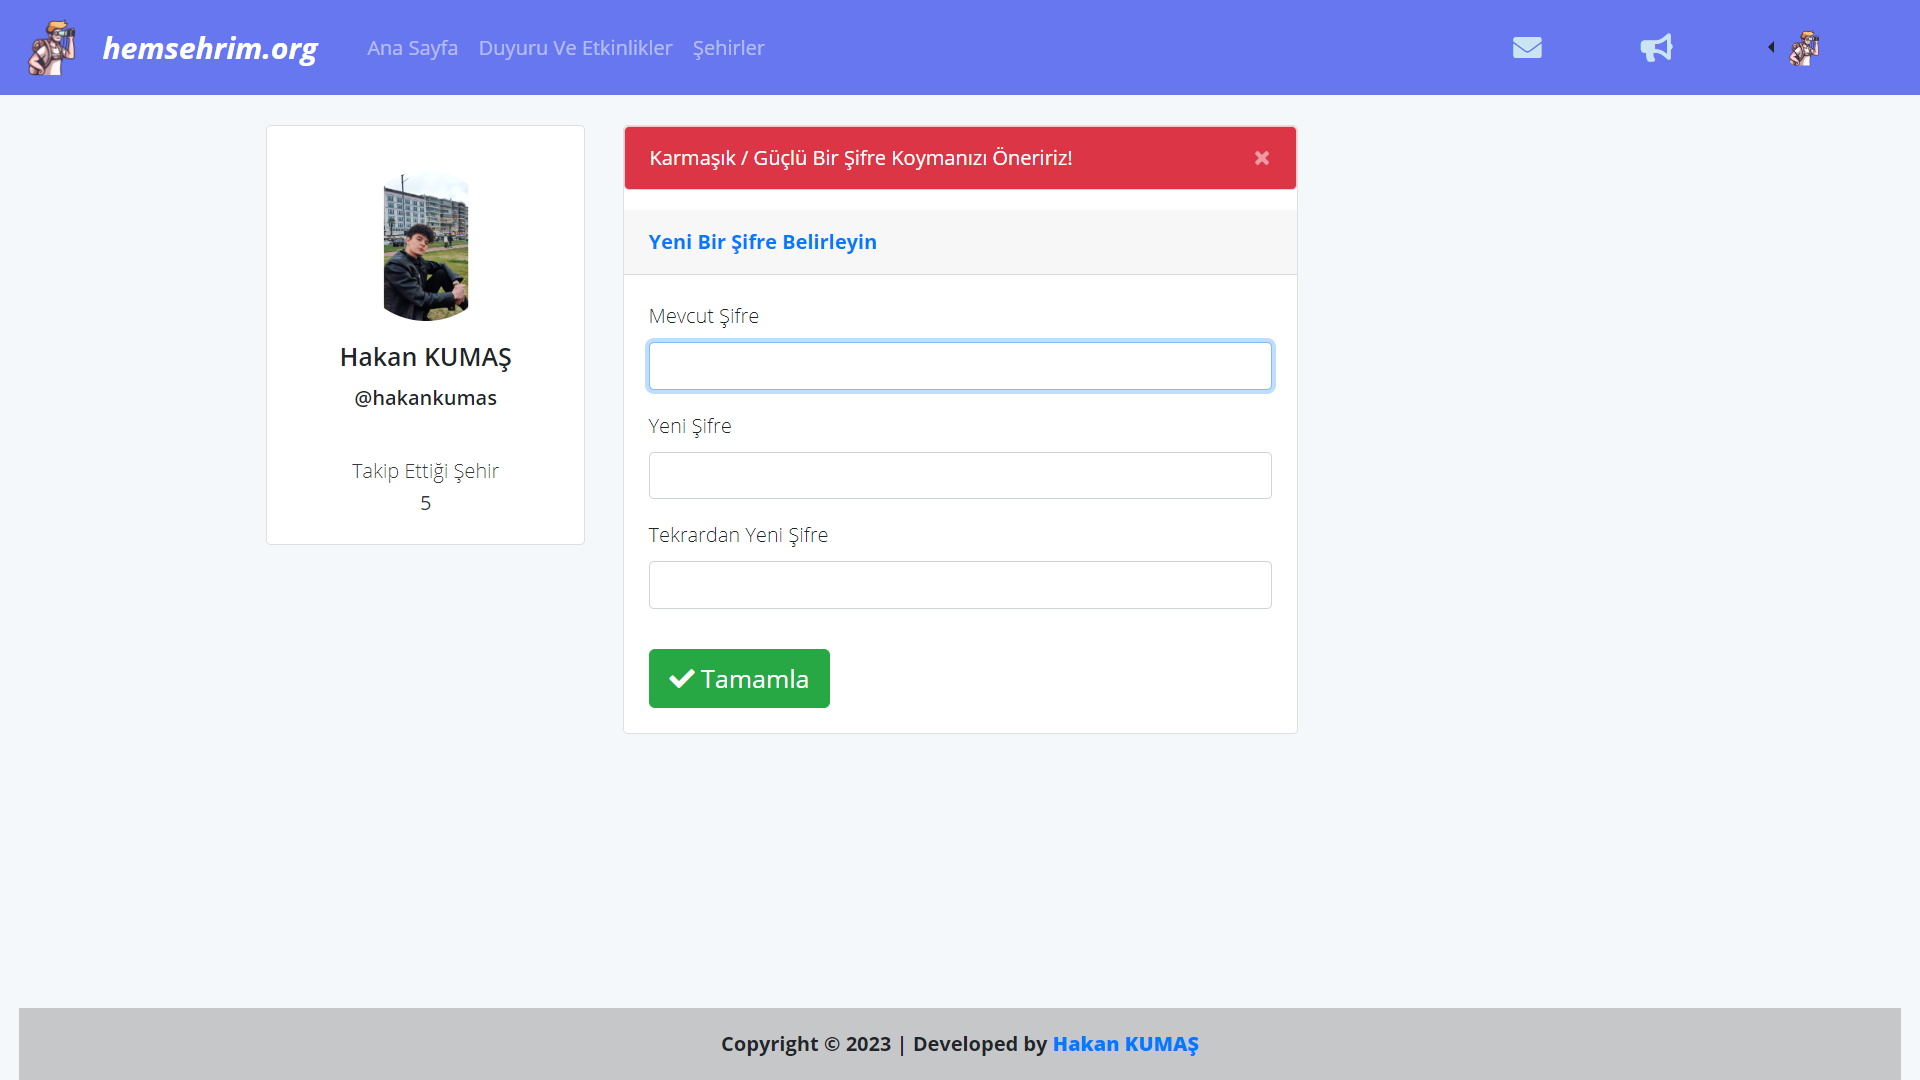 hemsehrim.org
Ana Sayfa
Duyuru Ve Etkinlikler
Şehirler
Hakan KUMAŞ
@hakankumas
Takip Ettiği Şehir
5
Karmaşık / Güçlü Bir Şifre Koymanızı Öneririz!
×
Yeni Bir Şifre Belirleyin
Mevcut Şifre
Yeni Şifre
Tekrardan Yeni Şifre
Tamamla
Copyright © 2023 | Developed by Hakan KUMAŞ